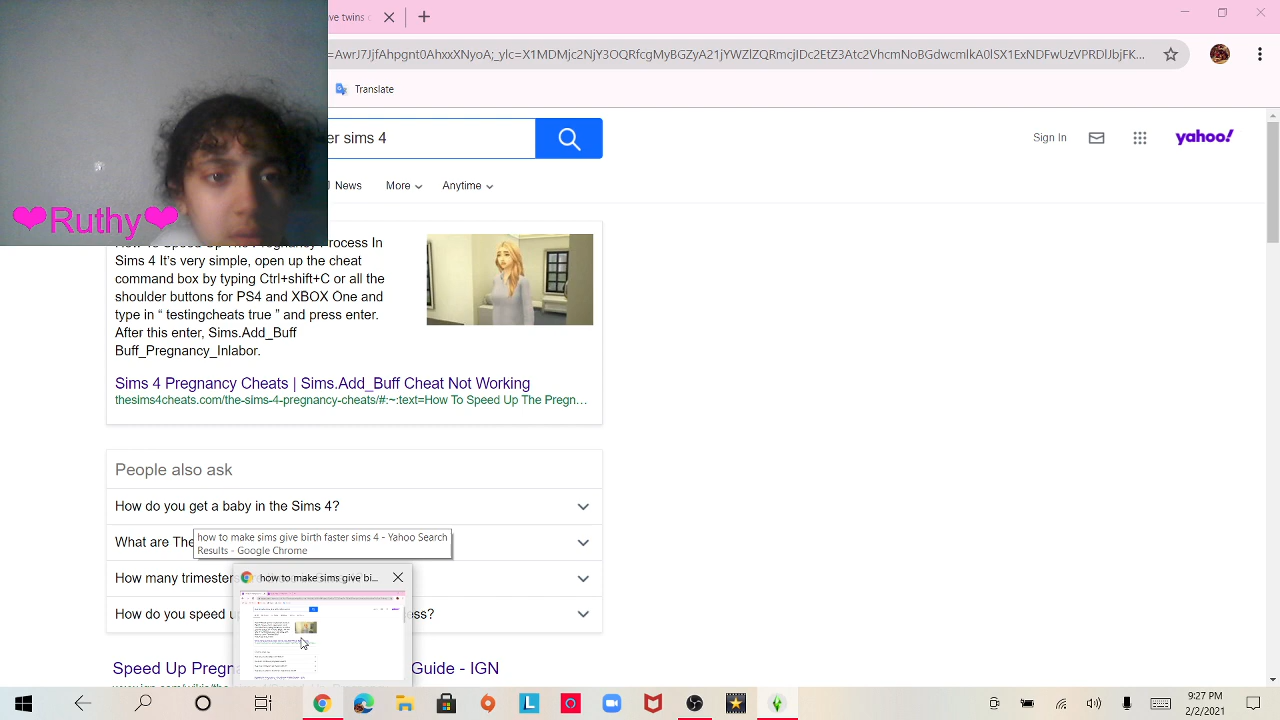 ve twins
Translate
er sims 4
Sign In
yahoo!
News
More
Anytime
❤Ruthy❤
Process In
Sims 4 It's very simple, open up the cheat
command box by typing Ctrl+shift+C or all the
shoulder buttons for PS4 and XBOX One and
type in “ testingcheats true ” and press enter.
After this enter, Sims.Add_Buff
Buff_Pregnancy_Inlabor.
Sims 4 Pregnancy Cheats | Sims.Add_Buff Cheat Not Working
thesims4cheats.com/the-sims-4-pregnancy-cheats/#:~:text=How To Speed Up The Pregn…
People also ask
How do you get a baby in the Sims 4?
What are The
how to make sims give birth faster sims 4 - Yahoo Search
Results - Google Chrome
How many trimester
how to make sims give bi...
How do you
Speed Up Pregn
Guide - IGN
9:27 PM
2/2/2021